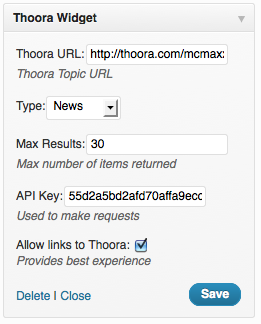 Thoora Widget
Thoora URL: http://thoora.com/mcmax
Thoora Topic URL
Type: News
Max Results: 30
Max number of items returned
API Key: 55d2a5bd2afd70affa9ecc
Used to make requests
Allow links to Thoora:
Provides best experience
Delete | Close
Save